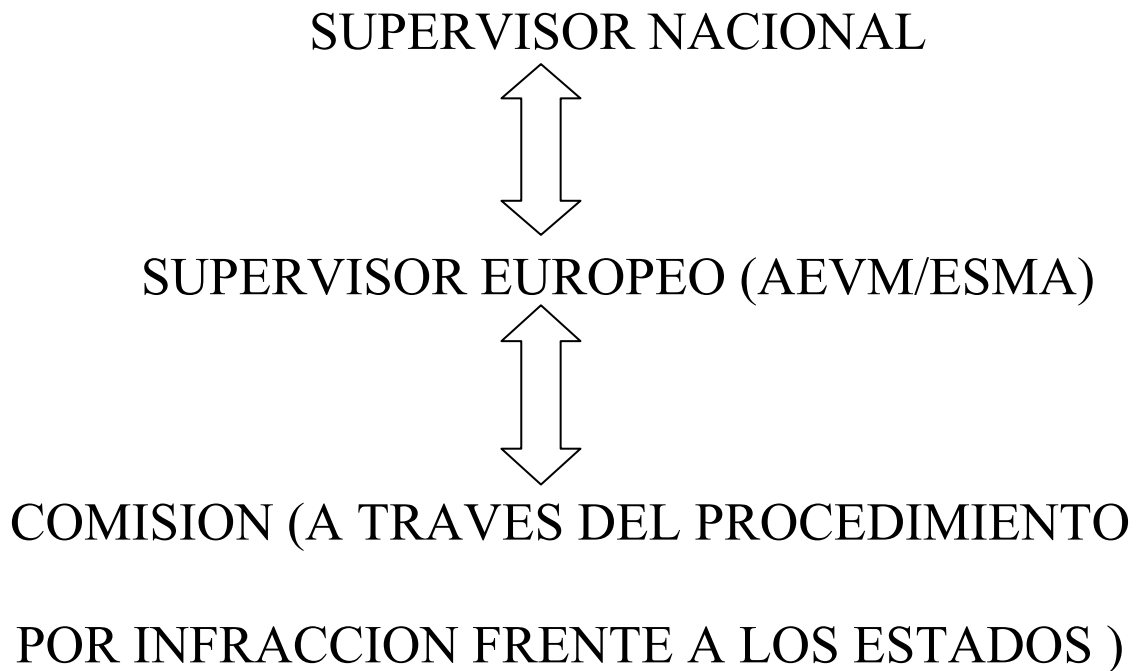 SUPERVISOR NACIONAL
SUPERVISOR EUROPEO (AEVM/ESMA)
COMISION (A TRAVES DEL PROCEDIMIENTO
POR INFRACCION FRENTE A LOS ESTADOS )